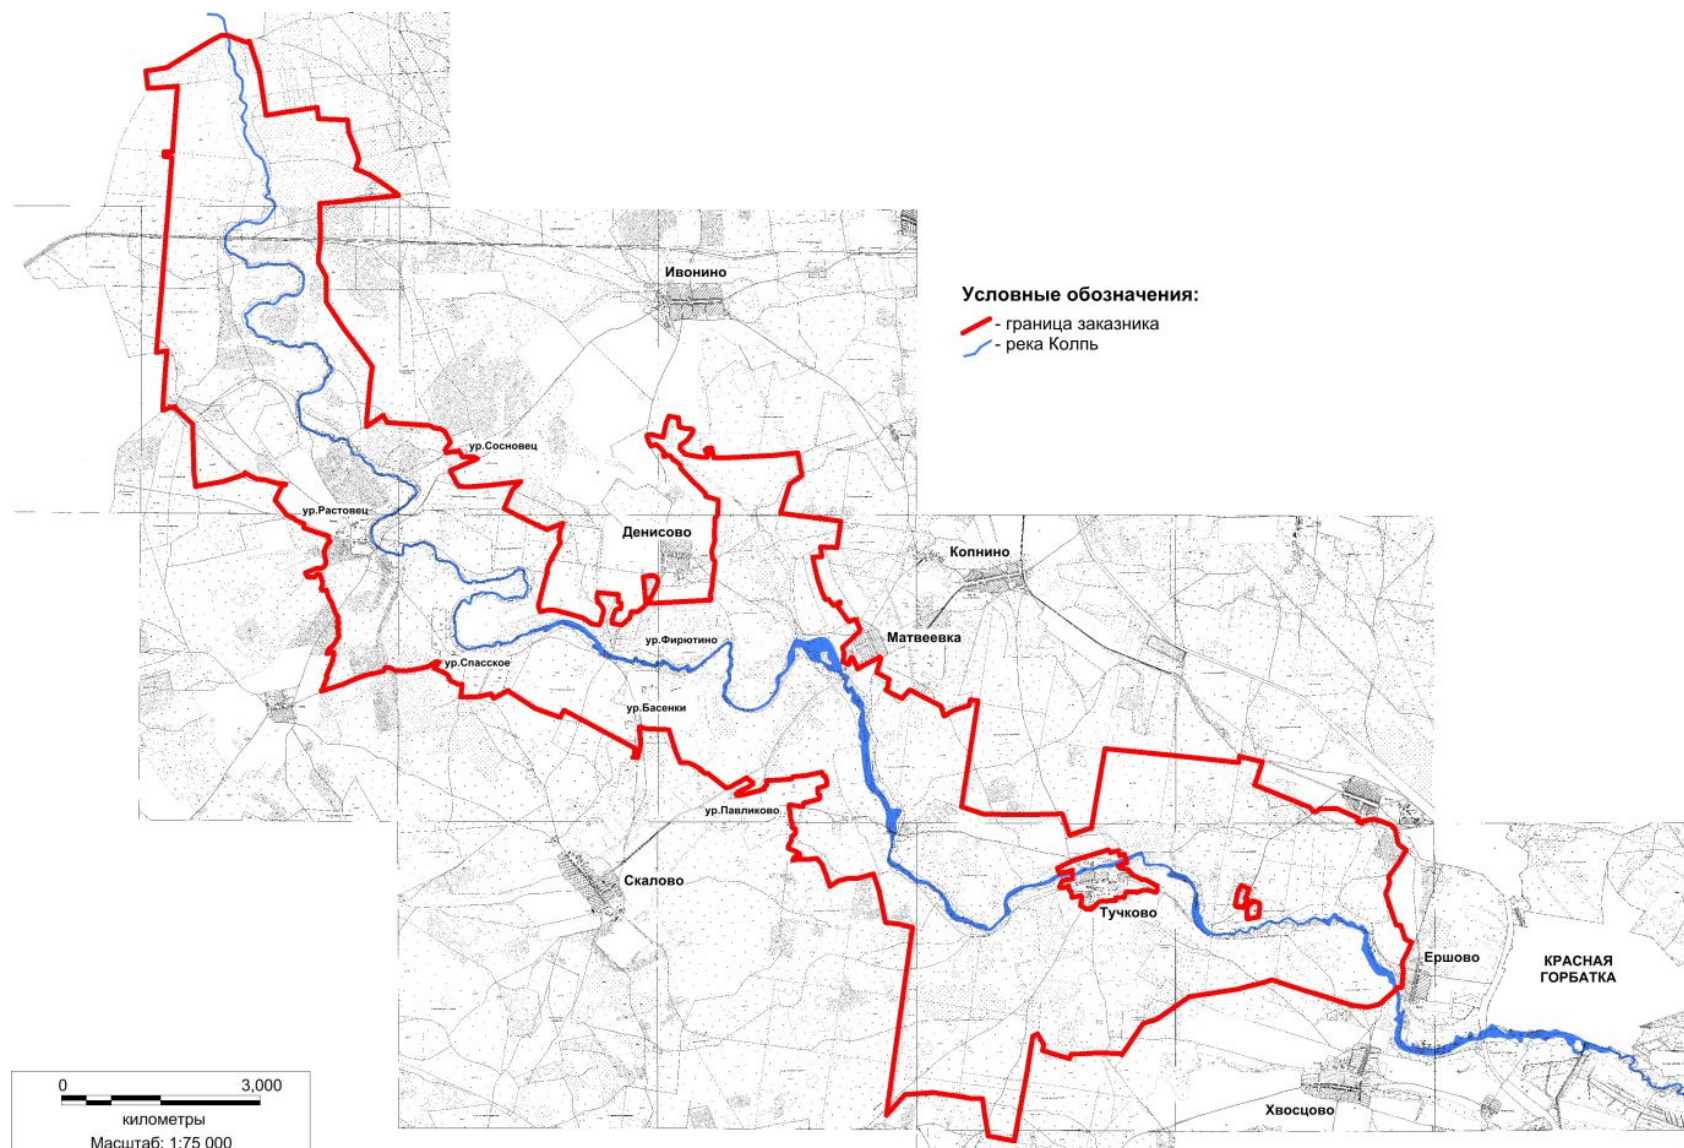 Ивонино
Условные обозначения:
- граница заказника
- река Колпь
ур.Сосновец
ур.Растовец
Денисово
Копнино
ур.Фирютино
Матвеевка
ур.Спасское
ур.Басенки
ур.Павликово
Скалово
Тучково
Ершово
КРАСНАЯ
ГОРБАТКА
0 3,000
километры
Масштаб: 1:75 000
Хвосцово